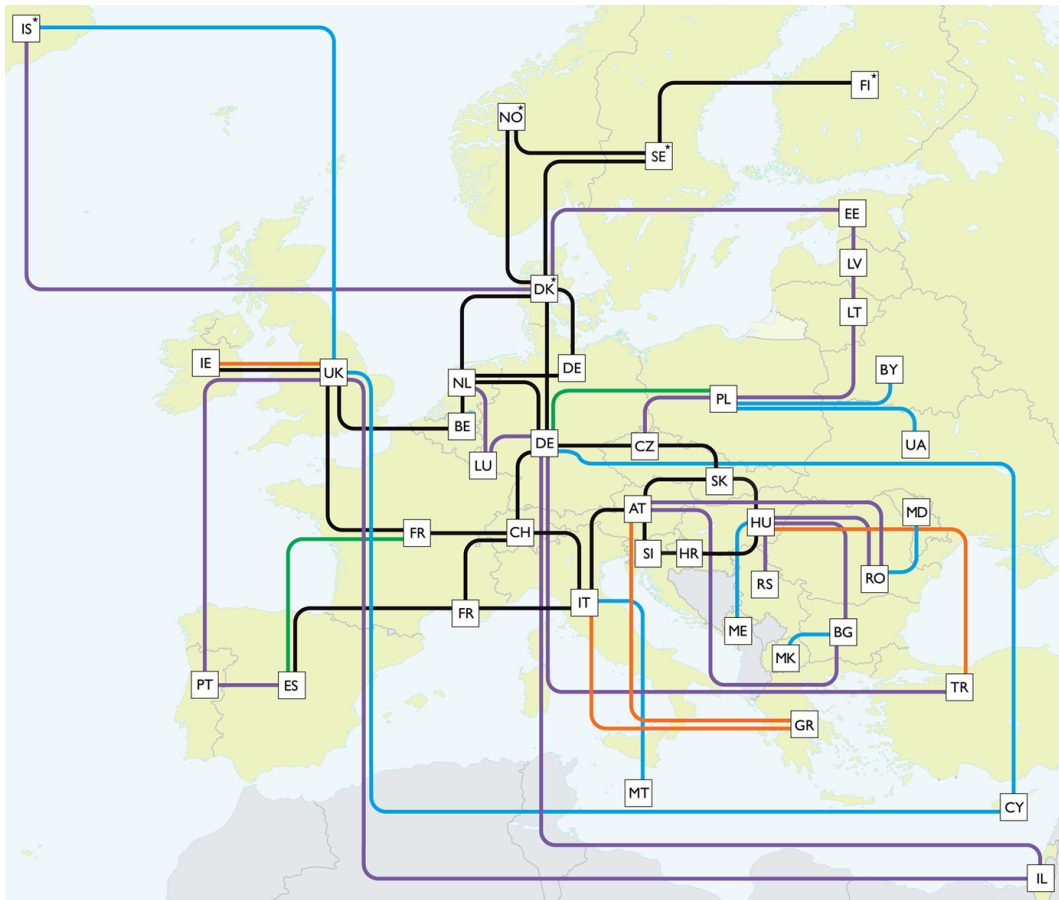 IS*
FI*
NO*
SE*
EE
LV
DK*
LT
IE
UK
DE
NL
BY
PL
BE
DE
CZ
UA
LU
SK
AT
MD
HU
FR
CH
SI
HR
RO
RS
IT
FR
ME
BG
MK
PT
ES
TR
GR
MT
CY
IL